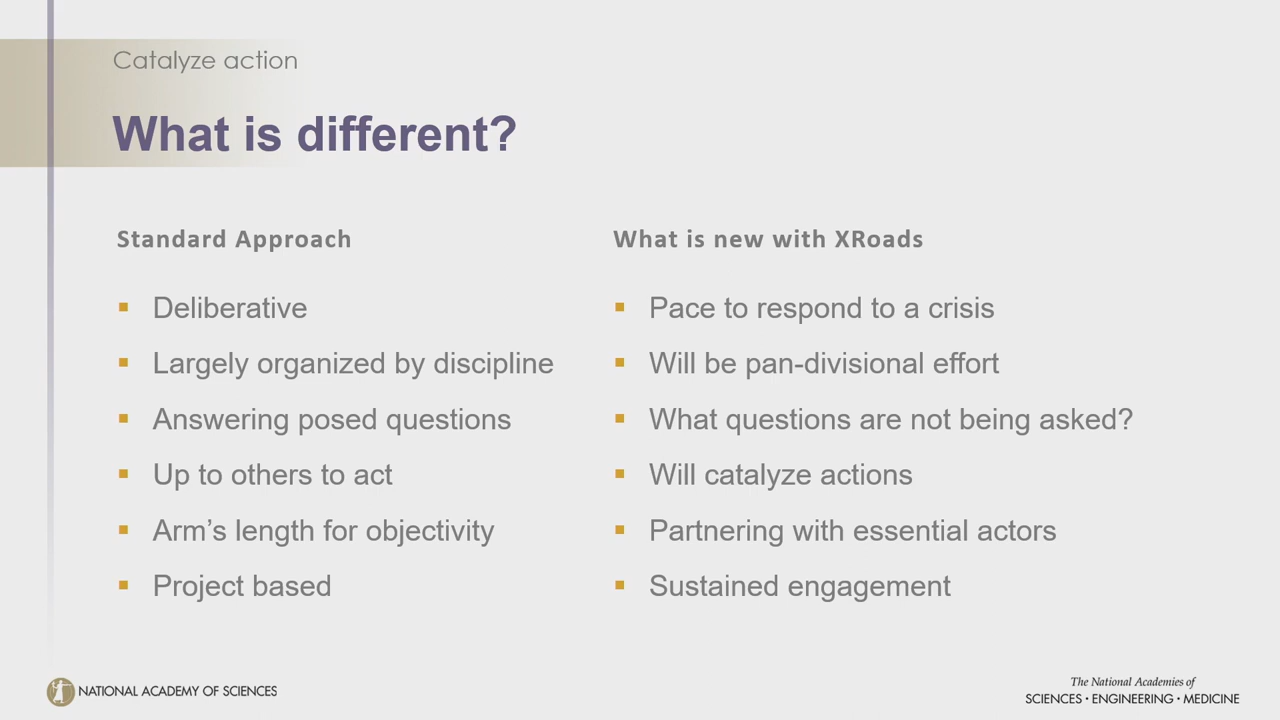 Catalyze action
What is different?
Standard Approach
▪ Deliberative
▪ Largely organized by discipline
▪ Answering posed questions
▪ Up to others to act
▪ Arm’s length for objectivity
▪ Project based
What is new with XRoads
▪ Pace to respond to a crisis
▪ Will be pan-divisional effort
▪ What questions are not being asked?
▪ Will catalyze actions
▪ Partnering with essential actors
▪ Sustained engagement
NATIONAL ACADEMY OF SCIENCES
The National Academies of
SCIENCES · ENGINEERING · MEDICINE